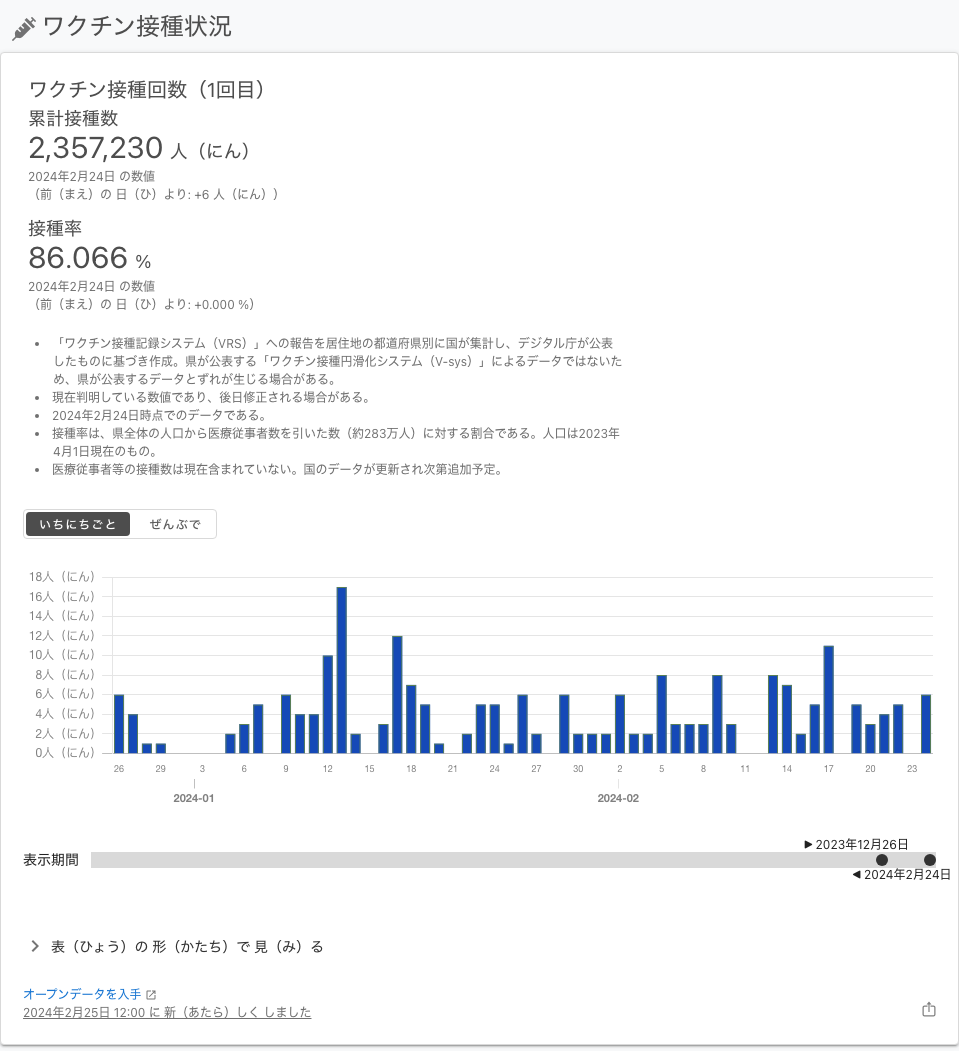 ワクチン接種状況
ワクチン接種回数（1回目）
累計接種数
2,357,230 人（にん）
2024年2月24日 の数値
（前（まえ）の 日（ひ）より: +6 人（にん））
接種率
86.066 %
2024年2月24日 の数値
（前（まえ）の 日（ひ）より: +0.000 %）
• 「ワクチン接種記録システム（VRS）」への報告を居住地の都道府県別に国が集計し、デジタル庁が公表
したものに基づき作成。県が公表する「ワクチン接種円滑化システム（V-sys）」によるデータではないた
め、県が公表するデータとずれが生じる場合がある。
• 現在判明している数値であり、後日修正される場合がある。
• 2024年2月24日時点でのデータである。
• 接種率は、県全体の人口から医療従事者数を引いた数（約283万人）に対する割合である。人口は2023年
4月1日現在のもの。
• 医療従事者等の接種数は現在含まれていない。国のデータが更新され次第追加予定。
いちにちごと ぜんぶで
18人（にん）
16人（にん）
14人（にん）
12人（にん）
10人（にん）
8人（にん）
6人（にん）
4人（にん）
2人（にん）
0人（にん）
26 29 3 6 9 12 15 18 21 24 27 30 2 5 8 11 14 17 20 23
2024-01 2024-02
▶ 2023年12月26日
表示期間
◀ 2024年2月24日
表（ひょう）の 形（かたち）で 見（み）る
オープンデータを入手
2024年2月25日 12:00 に 新（あたら）しく しました